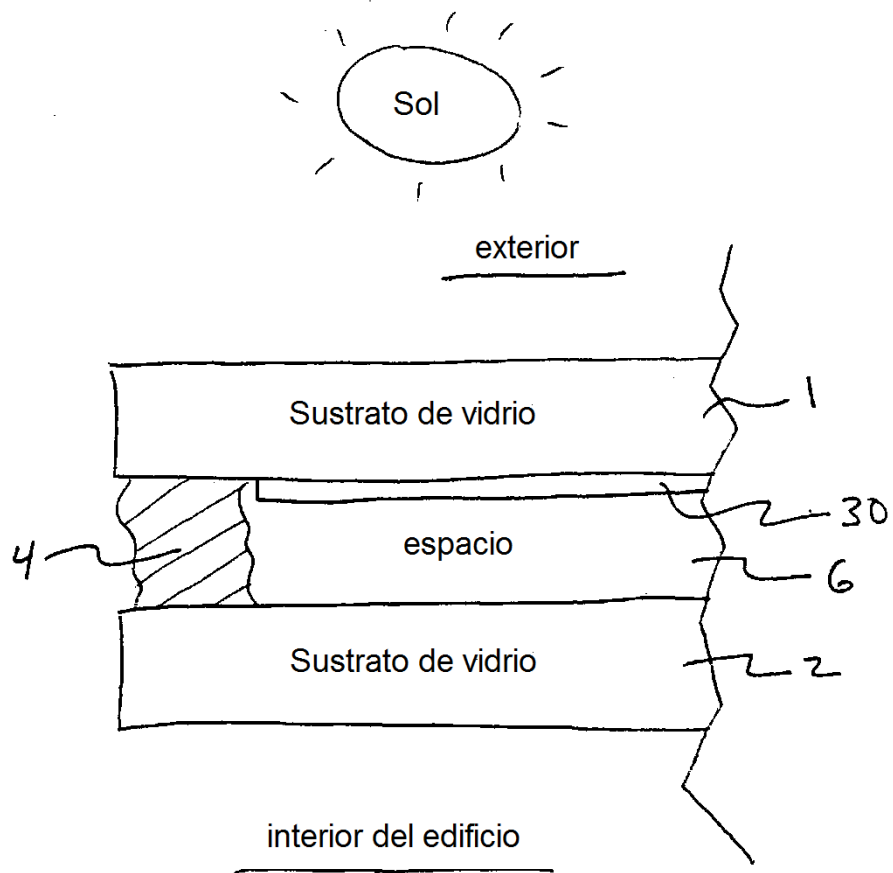 Sol
exterior
Sustrato de vidrio
1
30
4
espacio
6
Sustrato de vidrio
2
interior del edificio